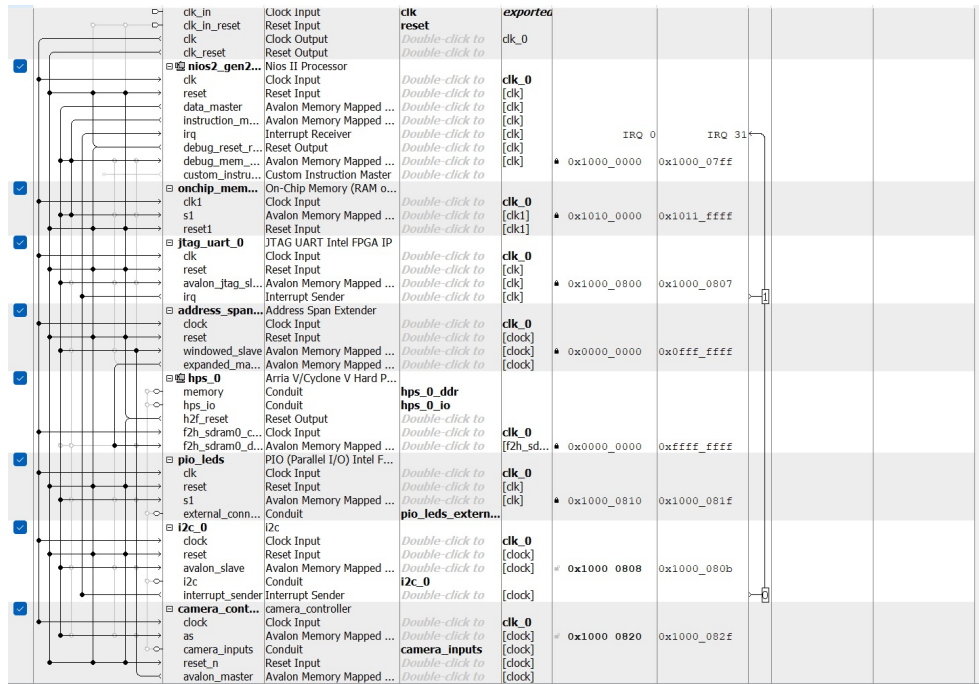 clk_in Clock Input clk exported
clk_in_reset Reset Input reset
clk Clock Output Double-click to clk_0
clk_reset Reset Output Double-click to
nios2_gen2... Nios II Processor
clk Clock Input Double-click to clk_0
reset Reset Input Double-click to [clk]
data_master Avalon Memory Mapped ... Double-click to [clk]
instruction_m... Avalon Memory Mapped ... Double-click to [clk]
irq Interrupt Receiver Double-click to [clk] IRQ 0 IRQ 31
debug_reset_r... Reset Output Double-click to [clk]
debug_mem_... Avalon Memory Mapped ... Double-click to [clk] 0x1000_0000 0x1000_07ff
custom_instru... Custom Instruction Master Double-click to
onchip_mem... On-Chip Memory (RAM o...
clk1 Clock Input Double-click to clk_0
s1 Avalon Memory Mapped ... Double-click to [clk1] 0x1010_0000 0x1011_ffff
reset1 Reset Input Double-click to [clk1]
jtag_uart_0 JTAG UART Intel FPGA IP
clk Clock Input Double-click to clk_0
reset Reset Input Double-click to [clk]
avalon_jtag_sl... Avalon Memory Mapped ... Double-click to [clk] 0x1000_0800 0x1000_0807
irq Interrupt Sender Double-click to [clk] 1
address_span... Address Span Extender
clock Clock Input Double-click to clk_0
reset Reset Input Double-click to [clock]
windowed_slave Avalon Memory Mapped ... Double-click to [clock] 0x0000_0000 0x0fff_ffff
expanded_ma... Avalon Memory Mapped ... Double-click to [clock]
hps_0 Arria V/Cyclone V Hard P...
memory Conduit hps_0_ddr
hps_io Conduit hps_0_io
h2f_reset Reset Output Double-click to
f2h_sdram0_c... Clock Input Double-click to clk_0
f2h_sdram0_d... Avalon Memory Mapped ... Double-click to [f2h_sd... 0x0000_0000 0xffff_ffff
pio_leds PIO (Parallel I/O) Intel F...
clk Clock Input Double-click to clk_0
reset Reset Input Double-click to [clk]
s1 Avalon Memory Mapped ... Double-click to [clk] 0x1000_0810 0x1000_081f
external_conn... Conduit pio_leds_extern...
i2c_0 i2c
clock Clock Input Double-click to clk_0
reset Reset Input Double-click to [clock]
avalon_slave Avalon Memory Mapped ... Double-click to [clock] 0x1000_0808 0x1000_080b
i2c Conduit i2c_0
interrupt_sender Interrupt Sender Double-click to [clock] 0
camera_cont... camera_controller
clock Clock Input Double-click to clk_0
as Avalon Memory Mapped ... Double-click to [clock] 0x1000_0820 0x1000_082f
camera_inputs Conduit camera_inputs [clock]
reset_n Reset Input Double-click to [clock]
avalon_master Avalon Memory Mapped ... Double-click to [clock]